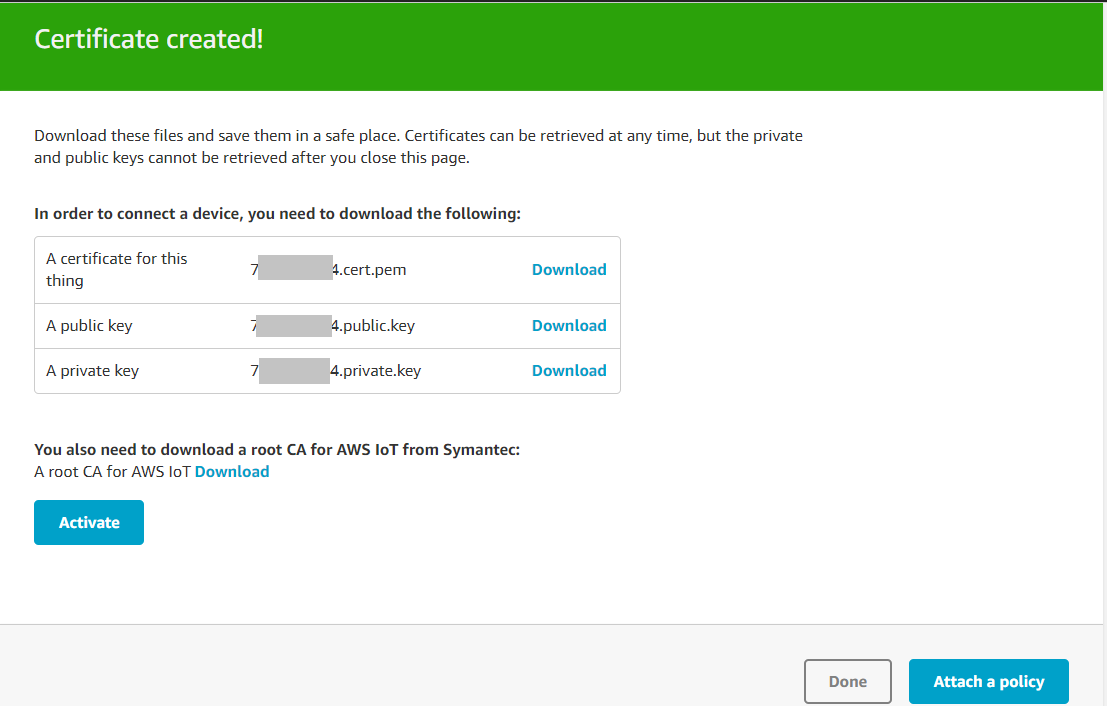 Certificate created!
Download these files and save them in a safe place. Certificates can be retrieved at any time, but the private
and public keys cannot be retrieved after you close this page.
In order to connect a device, you need to download the following:
A certificate for this
thing
7 4.cert.pem Download
A public key 7 4.public.key Download
A private key 7 4.private.key Download
You also need to download a root CA for AWS IoT from Symantec:
A root CA for AWS IoT Download
Activate
Done Attach a policy